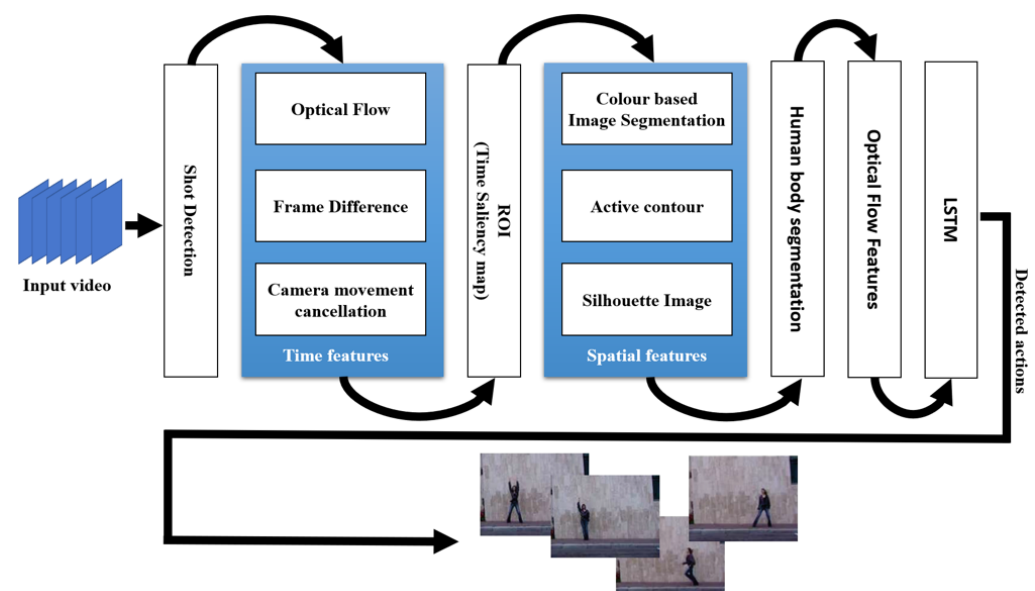 Input video
Shot Detection
Optical Flow
Frame Difference
Camera movement
cancellation
Time features
ROI
(Time Saliency map)
Colour based
Image Segmentation
Active contour
Silhouette Image
Spatial features
Human body segmentation
Optical Flow Features
LSTM
Detected actions